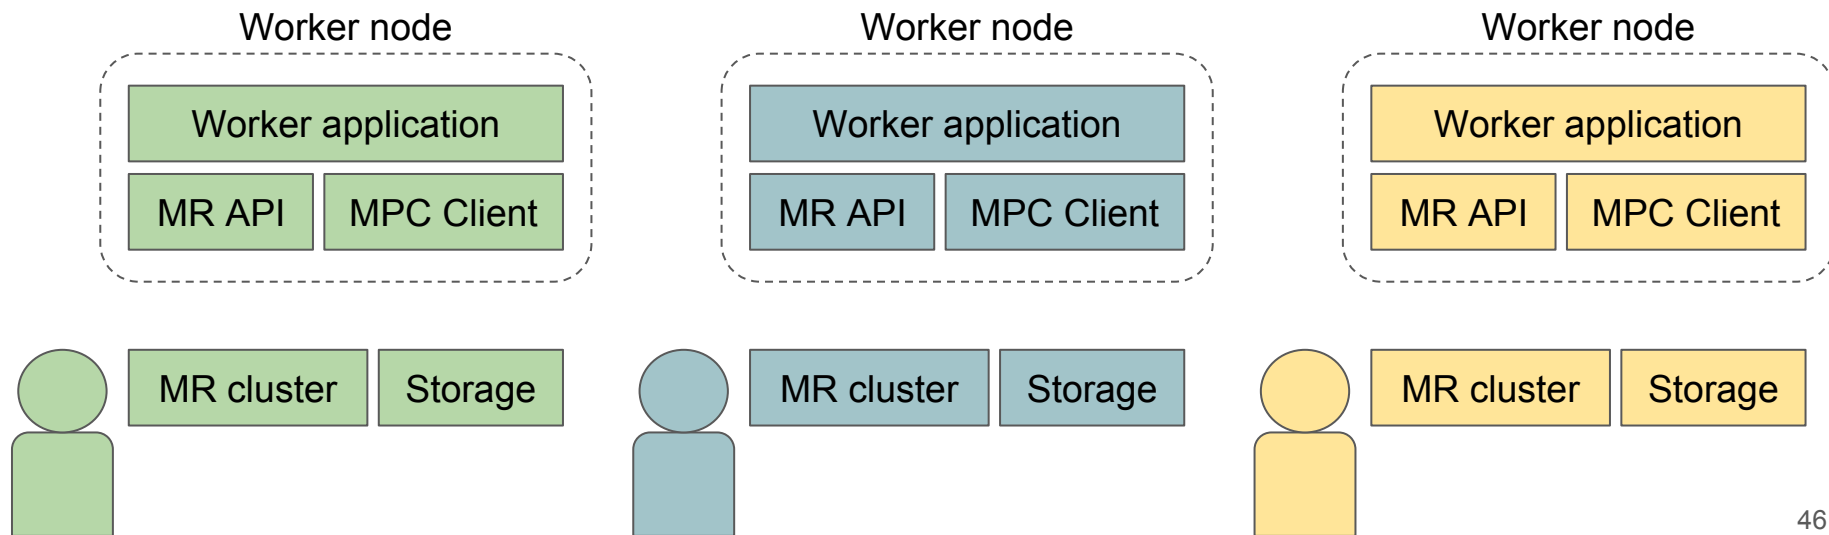 Worker node
Worker application
MR API
MPC Client
MR cluster
Storage
Worker node
Worker application
MR API
MPC Client
MR cluster
Storage
Worker node
Worker application
MR API
MPC Client
MR cluster
Storage
46